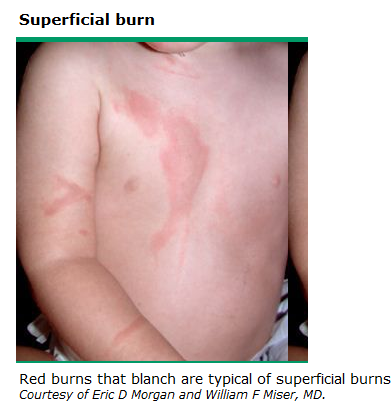 Superficial burn
Red burns that blanch are typical of superficial burns
Courtesy of Eric D Morgan and William F Miser, MD.